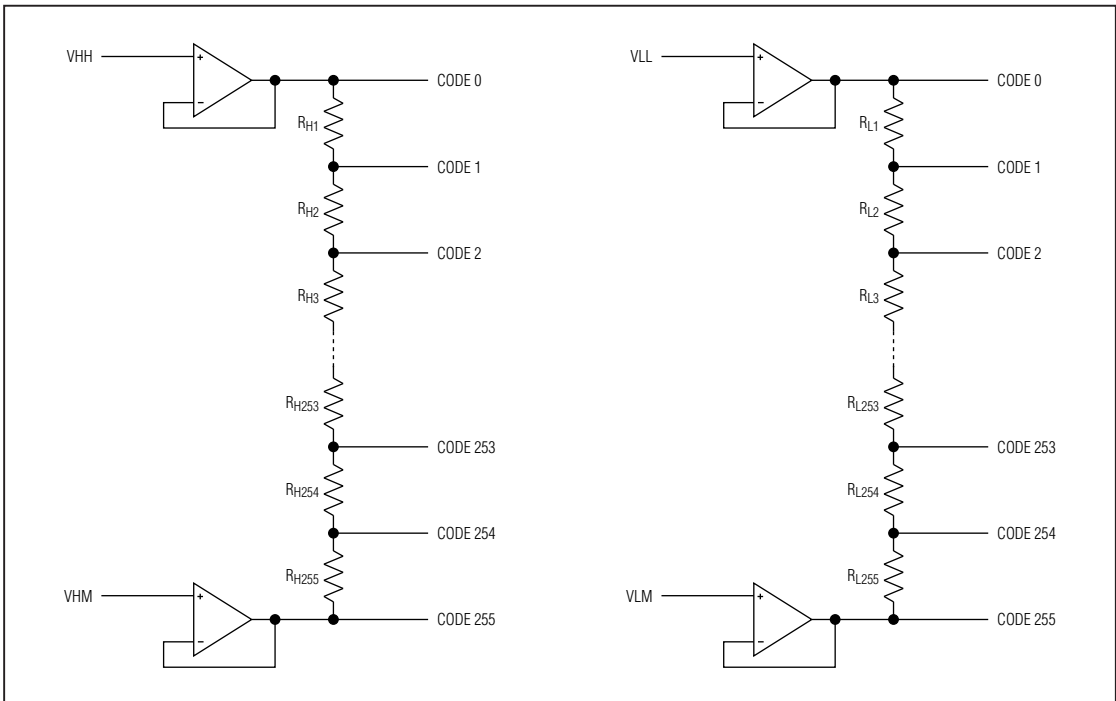 VHH
+
-
CODE 0
RH1
CODE 1
RH2
CODE 2
RH3
RH253
CODE 253
RH254
CODE 254
RH255
VHM
+
-
CODE 255
VLL
+
-
CODE 0
RL1
CODE 1
RL2
CODE 2
RL3
RL253
CODE 253
RL254
CODE 254
RL255
VLM
+
-
CODE 255